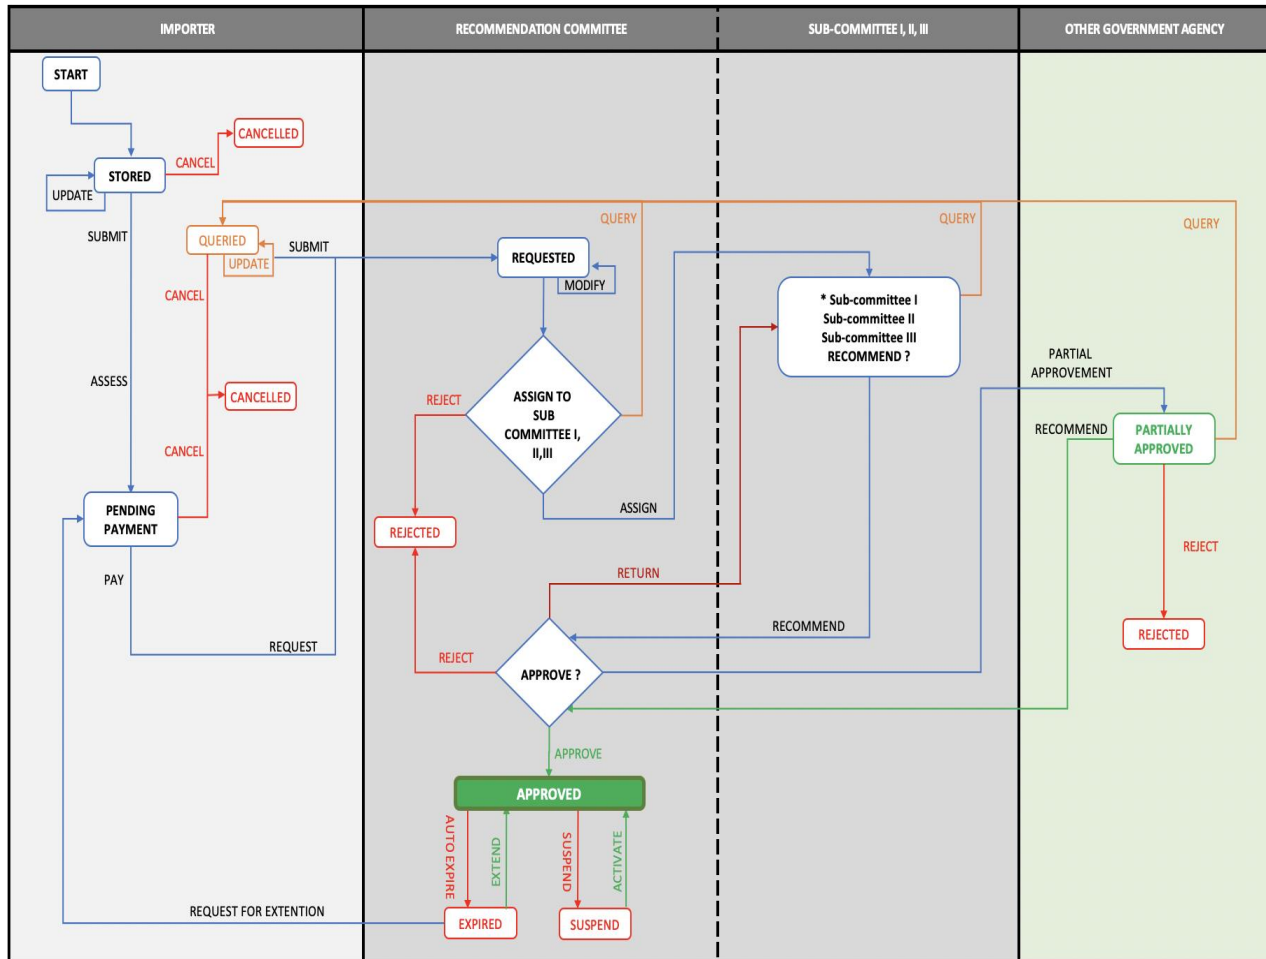 IMPORTER
RECOMMENDATION COMMITTEE
SUB-COMMITTEE I, II, III
OTHER GOVERNMENT AGENCY
START
CANCELLED
CANCEL
STORED
UPDATE
SUBMIT
QUERIED
UPDATE
SUBMIT
CANCEL
ASSESS
CANCELLED
CANCEL
PENDING
PAYMENT
PAY
REQUEST
REQUEST FOR EXTENTION
QUERY
REQUESTED
MODIFY
REJECT
ASSIGN TO
SUB
COMMITTEE I,
II,III
ASSIGN
REJECTED
RETURN
REJECT
APPROVE ?
APPROVE
APPROVED
AUTO EXPIRE
EXTEND
SUSPEND
ACTIVATE
EXPIRED
SUSPEND
QUERY
* Sub-committee I
Sub-committee II
Sub-committee III
RECOMMEND ?
RECOMMEND
QUERY
PARTIAL
APPROVEMENT
RECOMMEND
PARTIALLY
APPROVED
REJECT
REJECTED